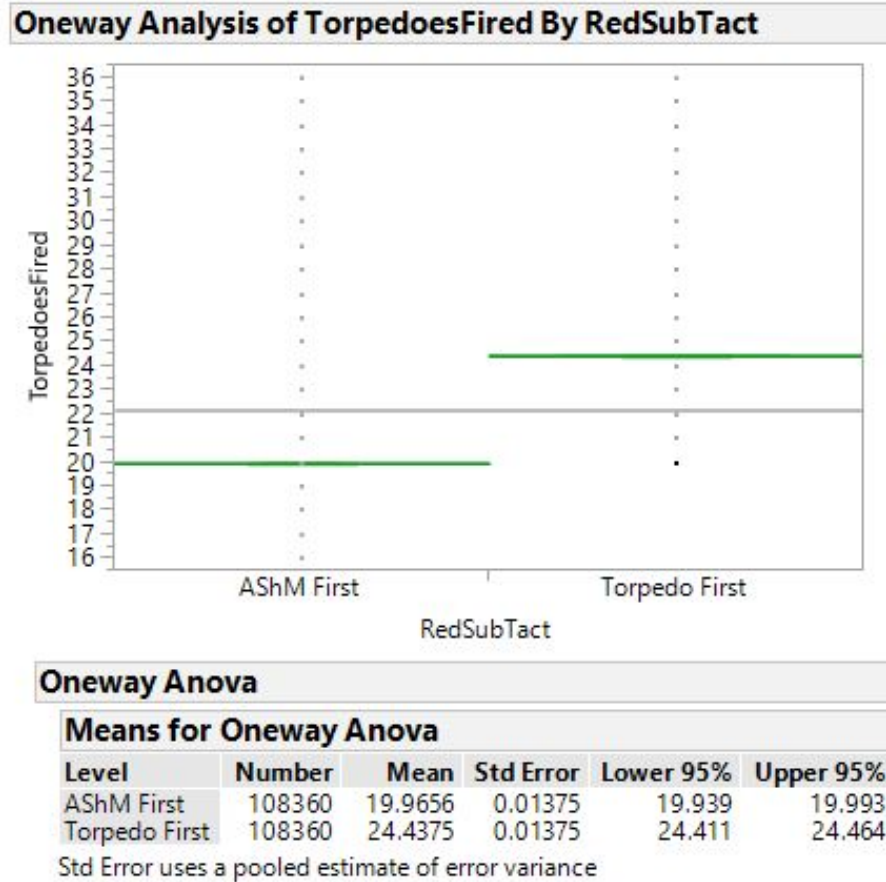 Oneway Analysis of TorpedoesFired By RedSubTact
36
35
34
33
32
31
30
29
28
27
26
25
24
23
22
21
20
19
18
17
16
TorpedoesFired
AShM First Torpedo First
RedSubTact
Oneway Anova
Means for Oneway Anova
Level Number Mean Std Error Lower 95% Upper 95%
AShM First 108360 19.9656 0.01375 19.939 19.993
Torpedo First 108360 24.4375 0.01375 24.411 24.464
Std Error uses a pooled estimate of error variance